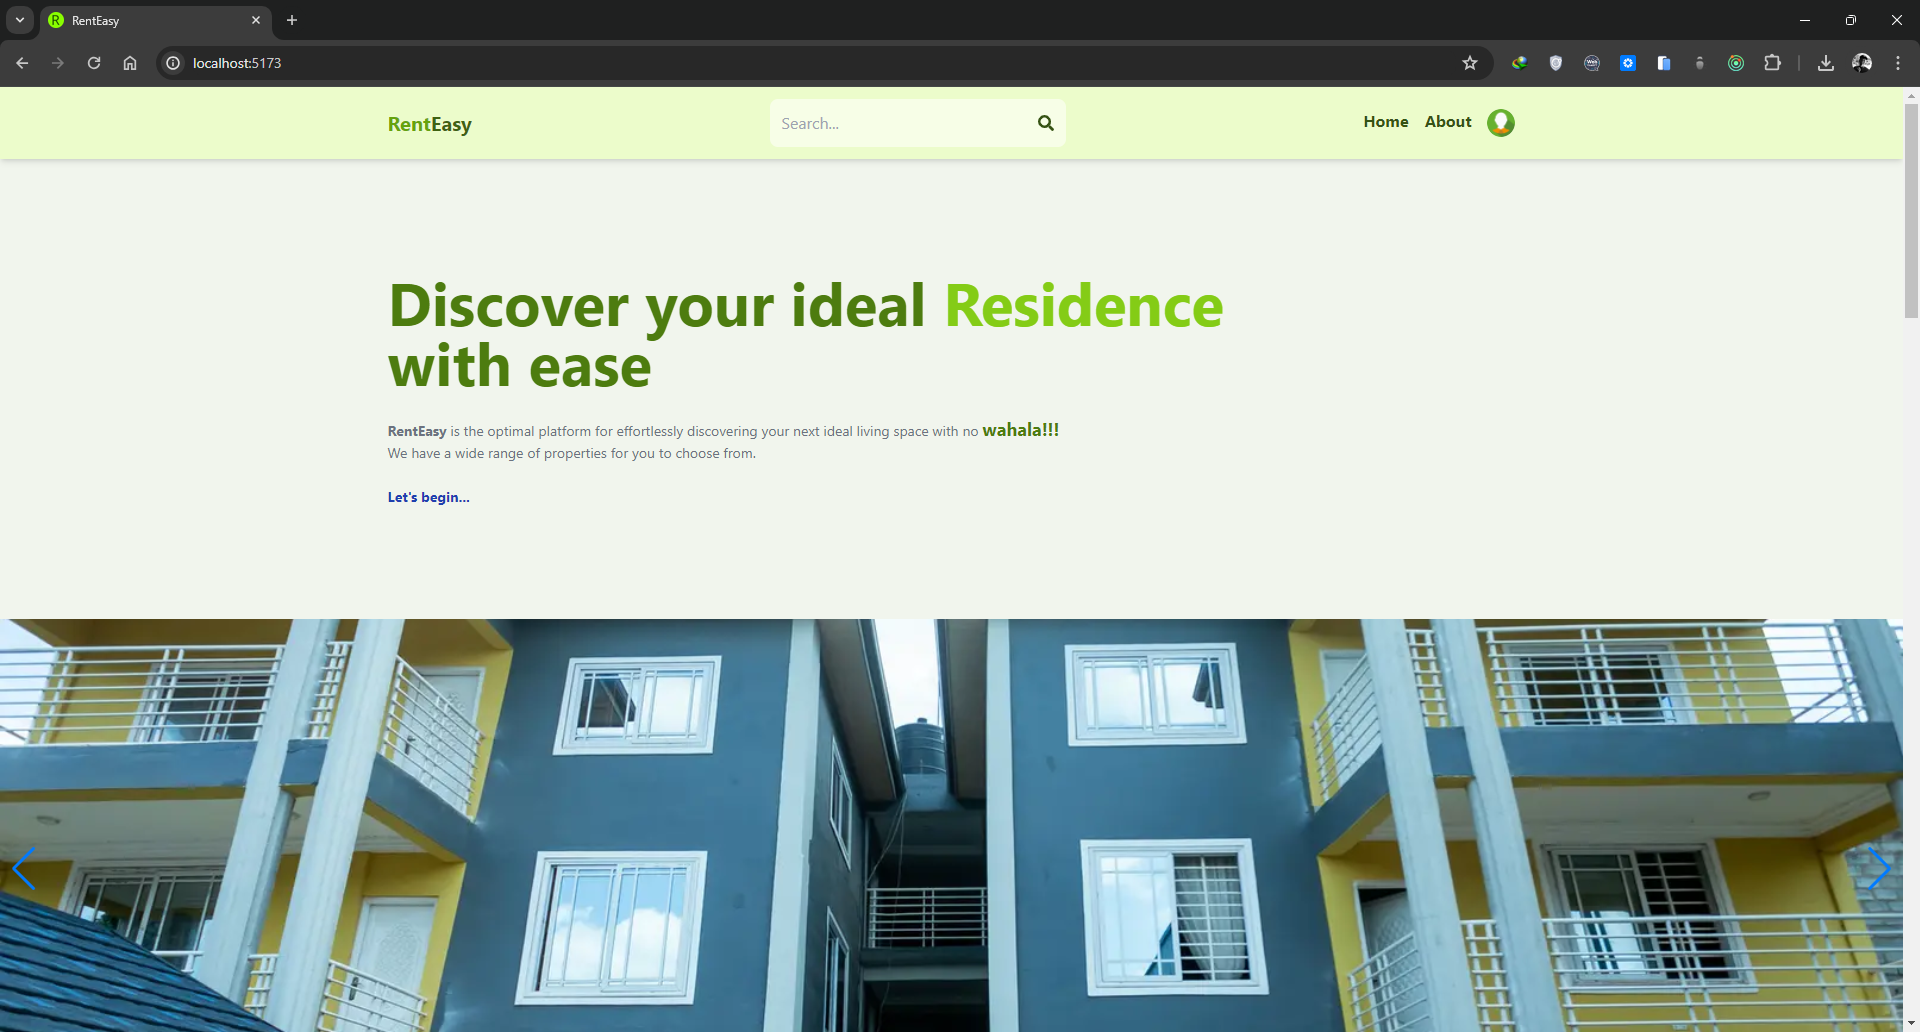 RentEasy
localhost:5173
RentEasy
Search...
Home
About
Discover your ideal Residence
with ease
RentEasy is the optimal platform for effortlessly discovering your next ideal living space with no wahala!!!
We have a wide range of properties for you to choose from.
Let's begin...